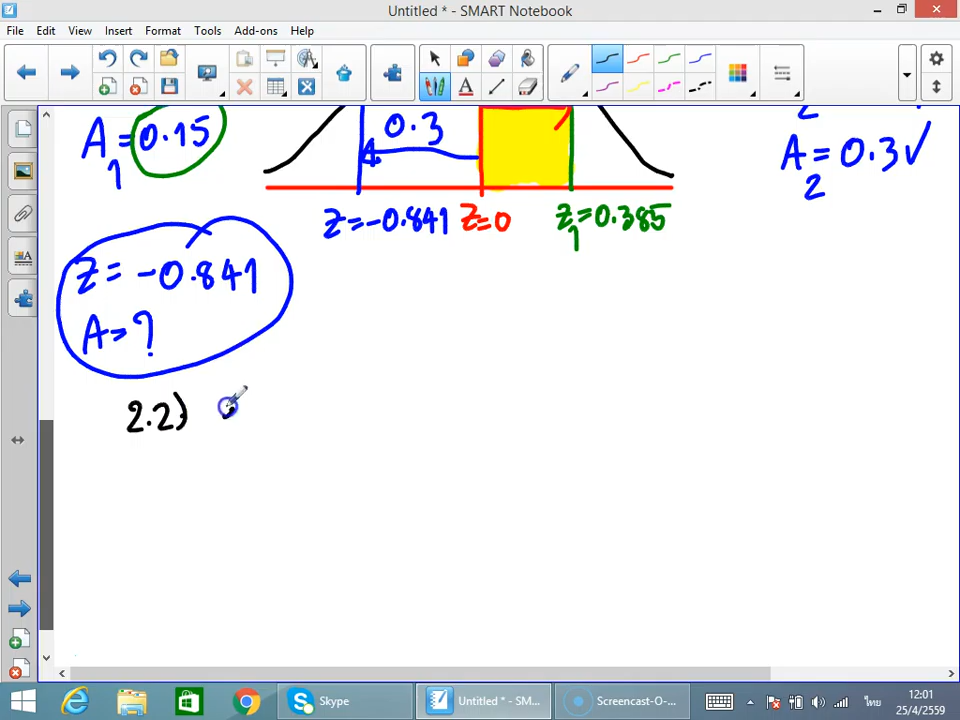 Untitled * - SMART Notebook
File Edit View Insert Format Tools Add-ons Help
A1 = 0.15
0.3
2
A2 = 0.3✓
Z=-0.841 Z=0 Z1=0.385
Z = -0.841
A=?
2.2)
Skype
Untitled * - SM...
Screencast-O-...
ไทย
12:01
25/4/2559